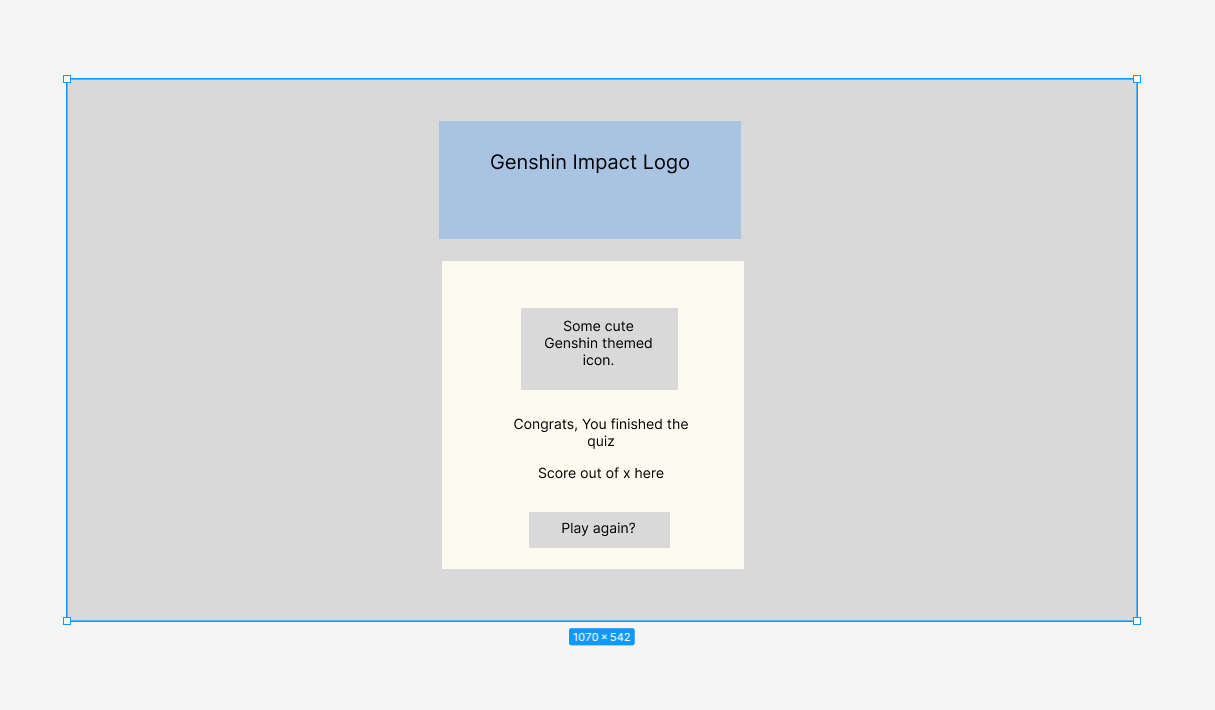 Genshin Impact Logo
Some cute
Genshin themed
icon.
Congrats, You finished the
quiz
Score out of x here
Play again?
1070 × 542